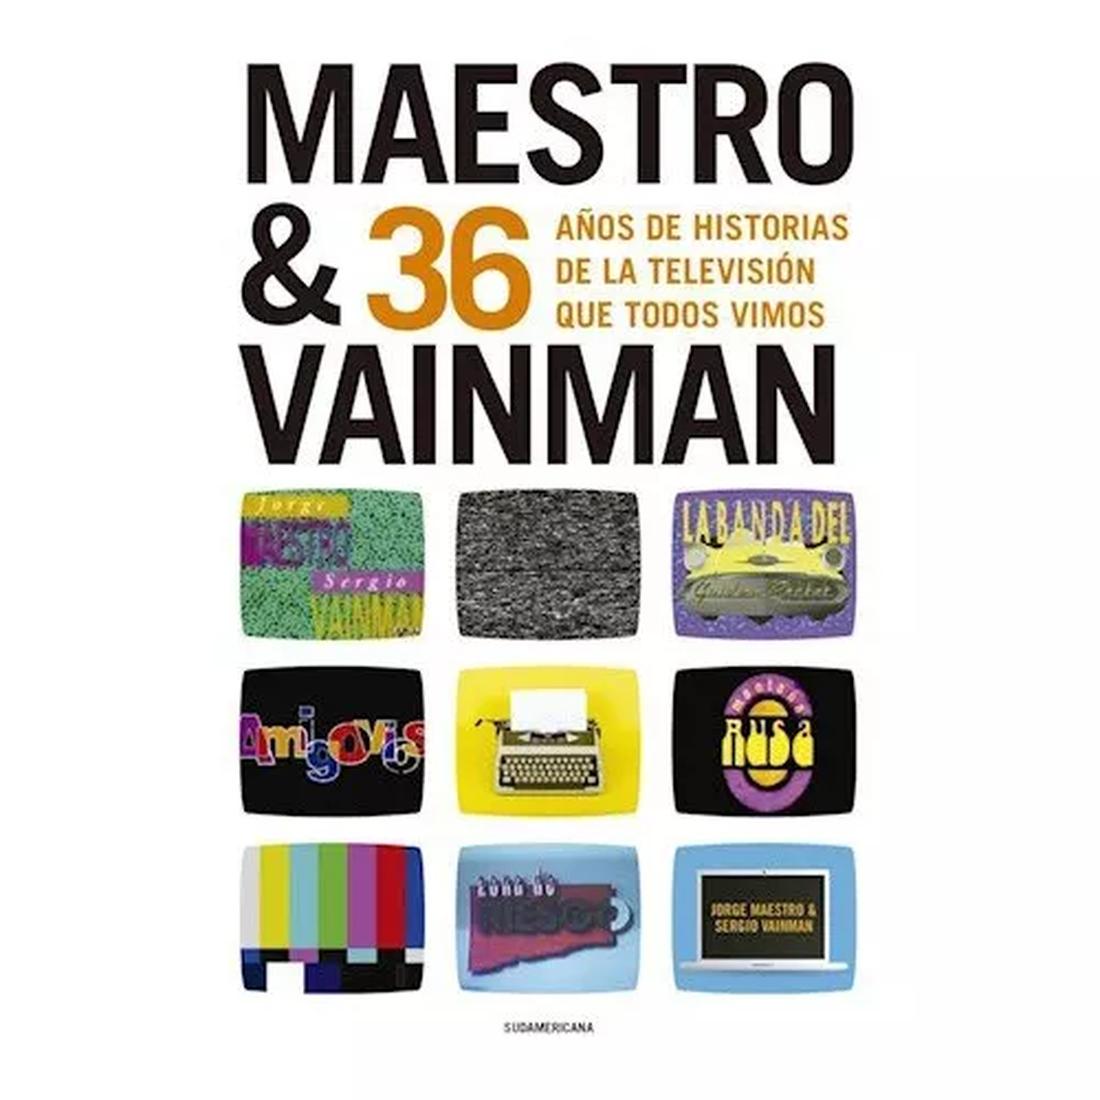 MAESTRO
& 36
AÑOS DE HISTORIAS
DE LA TELEVISIÓN
QUE TODOS VIMOS
VAINMAN
Jorge
MAESTRO
Sergio
VAINMAN
LA BANDA DEL
Golden Rocket
Amigovios
montaña
RUSA
zona de
RIESGO
JORGE MAESTRO &
SERGIO VAINMAN
SUDAMERICANA